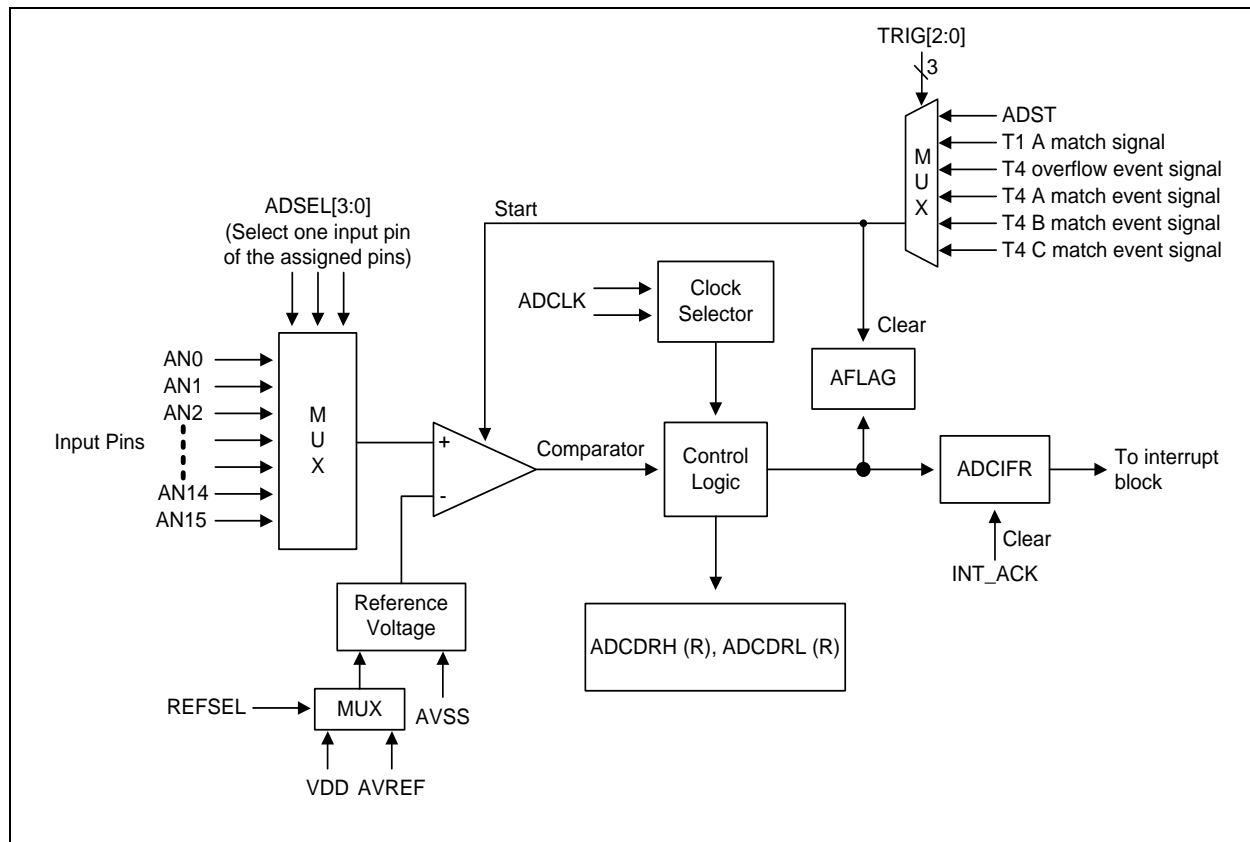 TRIG[2:0]
3
ADST
T1 A match signal
T4 overflow event signal
T4 A match event signal
T4 B match event signal
T4 C match event signal
M
U
X
Start
ADSEL[3:0]
(Select one input pin
of the assigned pins)
ADCLK
Clock
Selector
Clear
AFLAG
AN0
AN1
AN2
Input Pins
AN14
AN15
M
U
X
+
-
Comparator
Control
Logic
ADCIFR
To interrupt
block
Clear
INT_ACK
Reference
Voltage
ADCDRH (R), ADCDRL (R)
REFSEL
MUX
AVSS
VDD AVREF